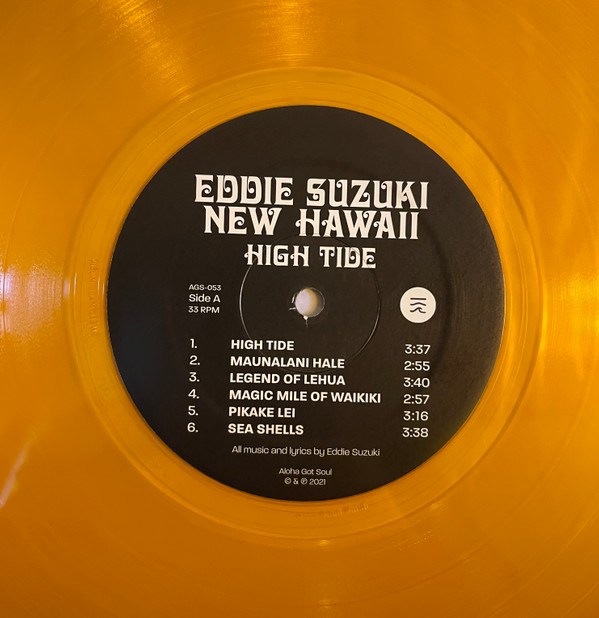 EDDIE SUZUKI
NEW HAWAII
HIGH TIDE
AGS-053
Side A
33 RPM
1. HIGH TIDE 3:37
2. MAUNALANI HALE 2:55
3. LEGEND OF LEHUA 3:40
4. MAGIC MILE OF WAIKIKI 2:57
5. PIKAKE LEI 3:16
6. SEA SHELLS 3:38
All music and lyrics by Eddie Suzuki
Aloha Got Soul
© & ℗ 2021